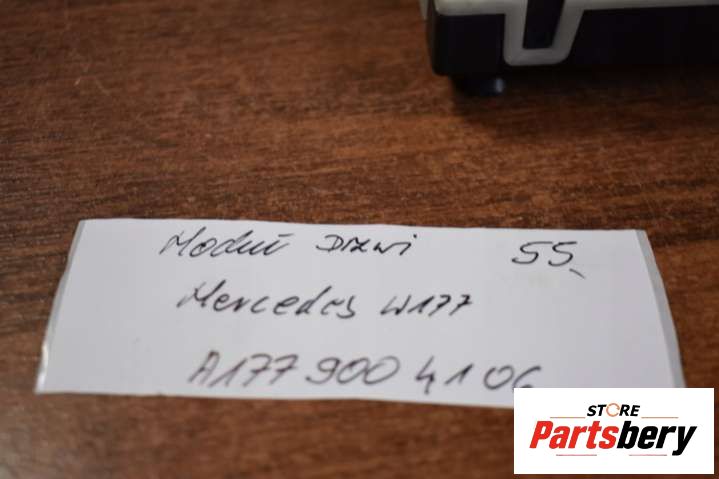 Moduł Drzwi 55,-
Mercedes W177
A177 900 41 06
STORE
Partsbery